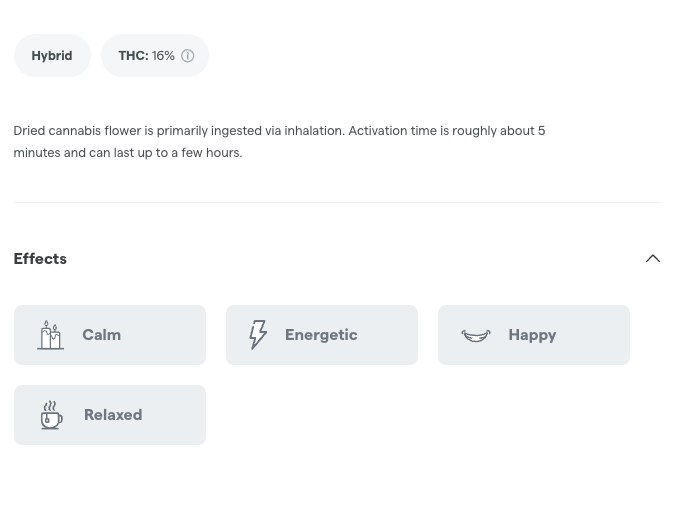 Hybrid THC: 16%
Dried cannabis flower is primarily ingested via inhalation. Activation time is roughly about 5
minutes and can last up to a few hours.
Effects
Calm Energetic Happy
Relaxed